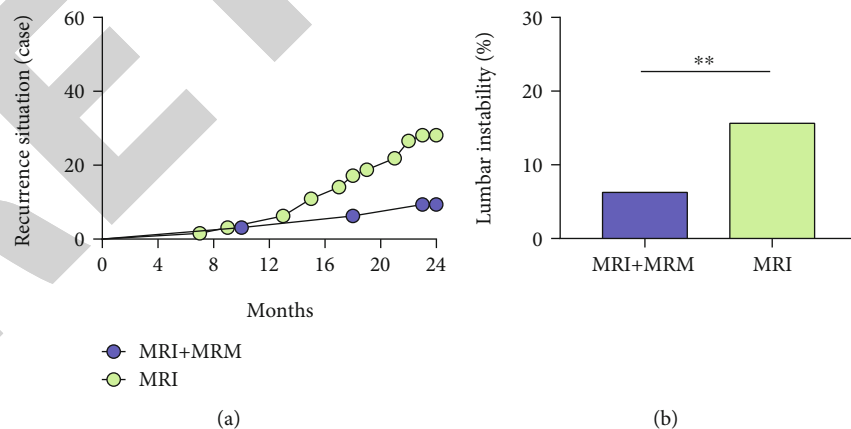 Recurrence situation (case)
60
40
20
0
0 4 8 12 16 20 24
Months
MRI+MRM
MRI
(a)
Lumbar instability (%)
30
20
10
0
**
MRI+MRM MRI
(b)